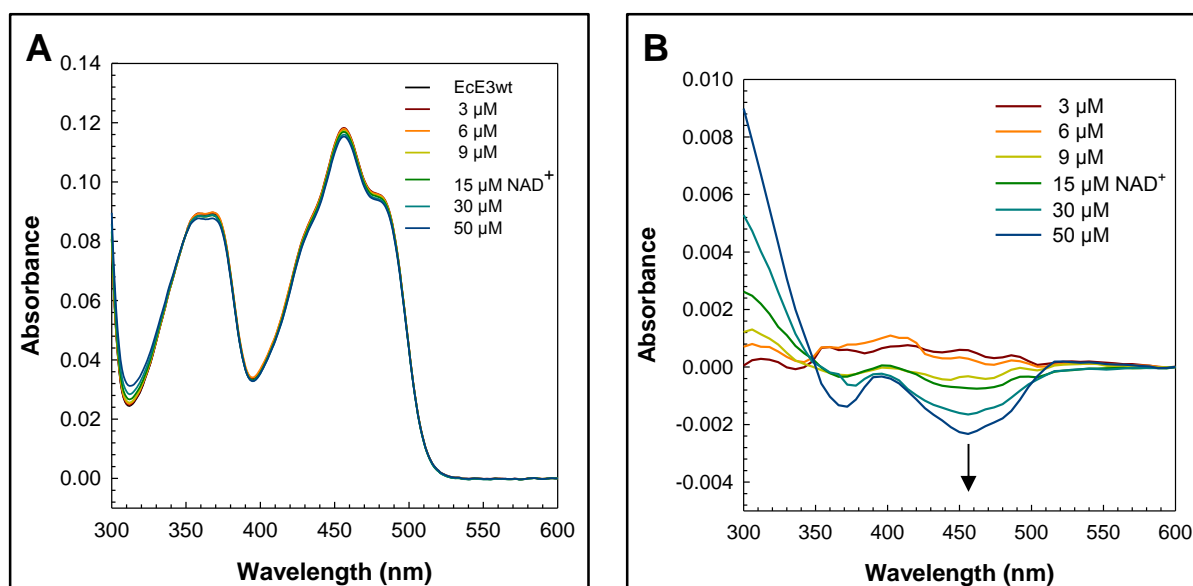 A
0.14
0.12
0.10
0.08
0.06
0.04
0.02
0.00
Absorbance
EcE3wt
3 µM
6 µM
9 µM
15 µM NAD⁺
30 µM
50 µM
300 350 400 450 500 550 600
Wavelength (nm)
B
0.010
0.008
0.006
0.004
0.002
0.000
-0.002
-0.004
Absorbance
3 µM
6 µM
9 µM
15 µM NAD⁺
30 µM
50 µM
300 350 400 450 500 550 600
Wavelength (nm)